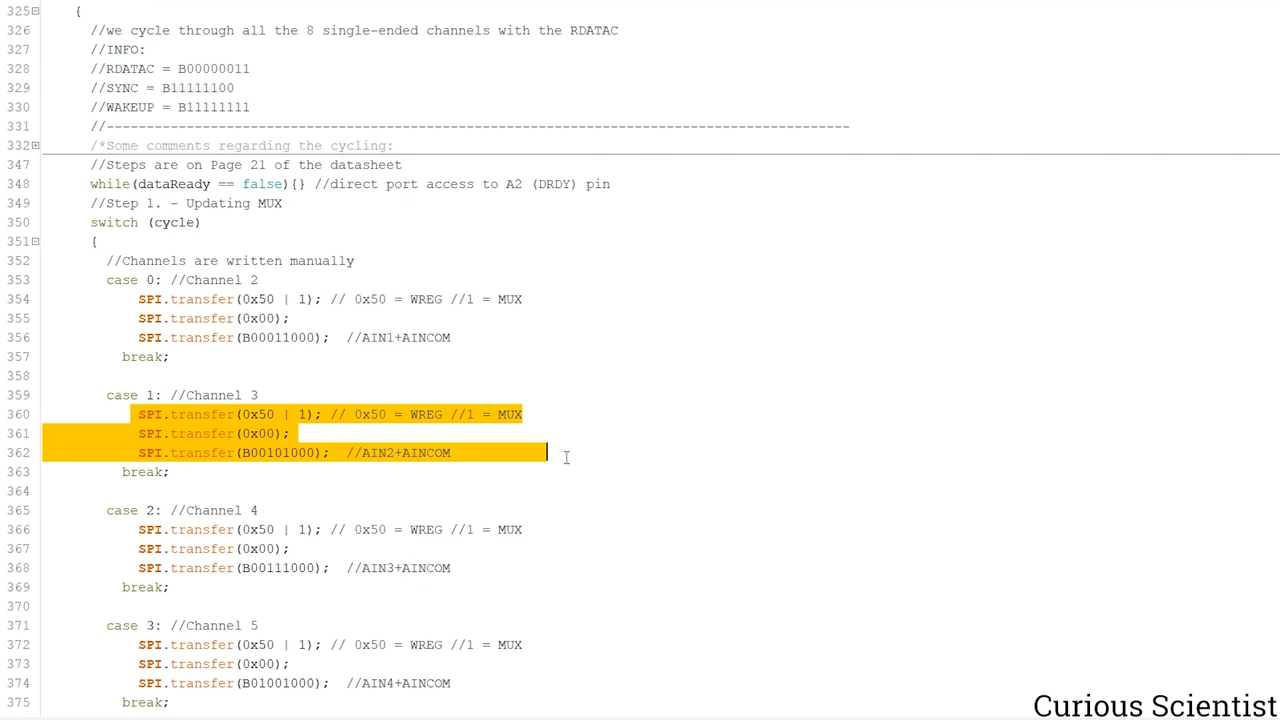 325 {
326 //we cycle through all the 8 single-ended channels with the RDATAC
327 //INFO:
328 //RDATAC = B00000011
329 //SYNC = B11111100
330 //WAKEUP = B11111111
331 //----------------------------------------------------------------------------------------------
332 /*Some comments regarding the cycling:
347 //Steps are on Page 21 of the datasheet
348 while(dataReady == false){} //direct port access to A2 (DRDY) pin
349 //Step 1. - Updating MUX
350 switch (cycle)
351 {
352 //Channels are written manually
353 case 0: //Channel 2
354 SPI.transfer(0x50 | 1); // 0x50 = WREG //1 = MUX
355 SPI.transfer(0x00);
356 SPI.transfer(B00011000); //AIN1+AINCOM
357 break;
358
359 case 1: //Channel 3
360 SPI.transfer(0x50 | 1); // 0x50 = WREG //1 = MUX
361 SPI.transfer(0x00);
362 SPI.transfer(B00101000); //AIN2+AINCOM
363 break;
364
365 case 2: //Channel 4
366 SPI.transfer(0x50 | 1); // 0x50 = WREG //1 = MUX
367 SPI.transfer(0x00);
368 SPI.transfer(B00111000); //AIN3+AINCOM
369 break;
370
371 case 3: //Channel 5
372 SPI.transfer(0x50 | 1); // 0x50 = WREG //1 = MUX
373 SPI.transfer(0x00);
374 SPI.transfer(B01001000); //AIN4+AINCOM
375 break;
Curious Scientist